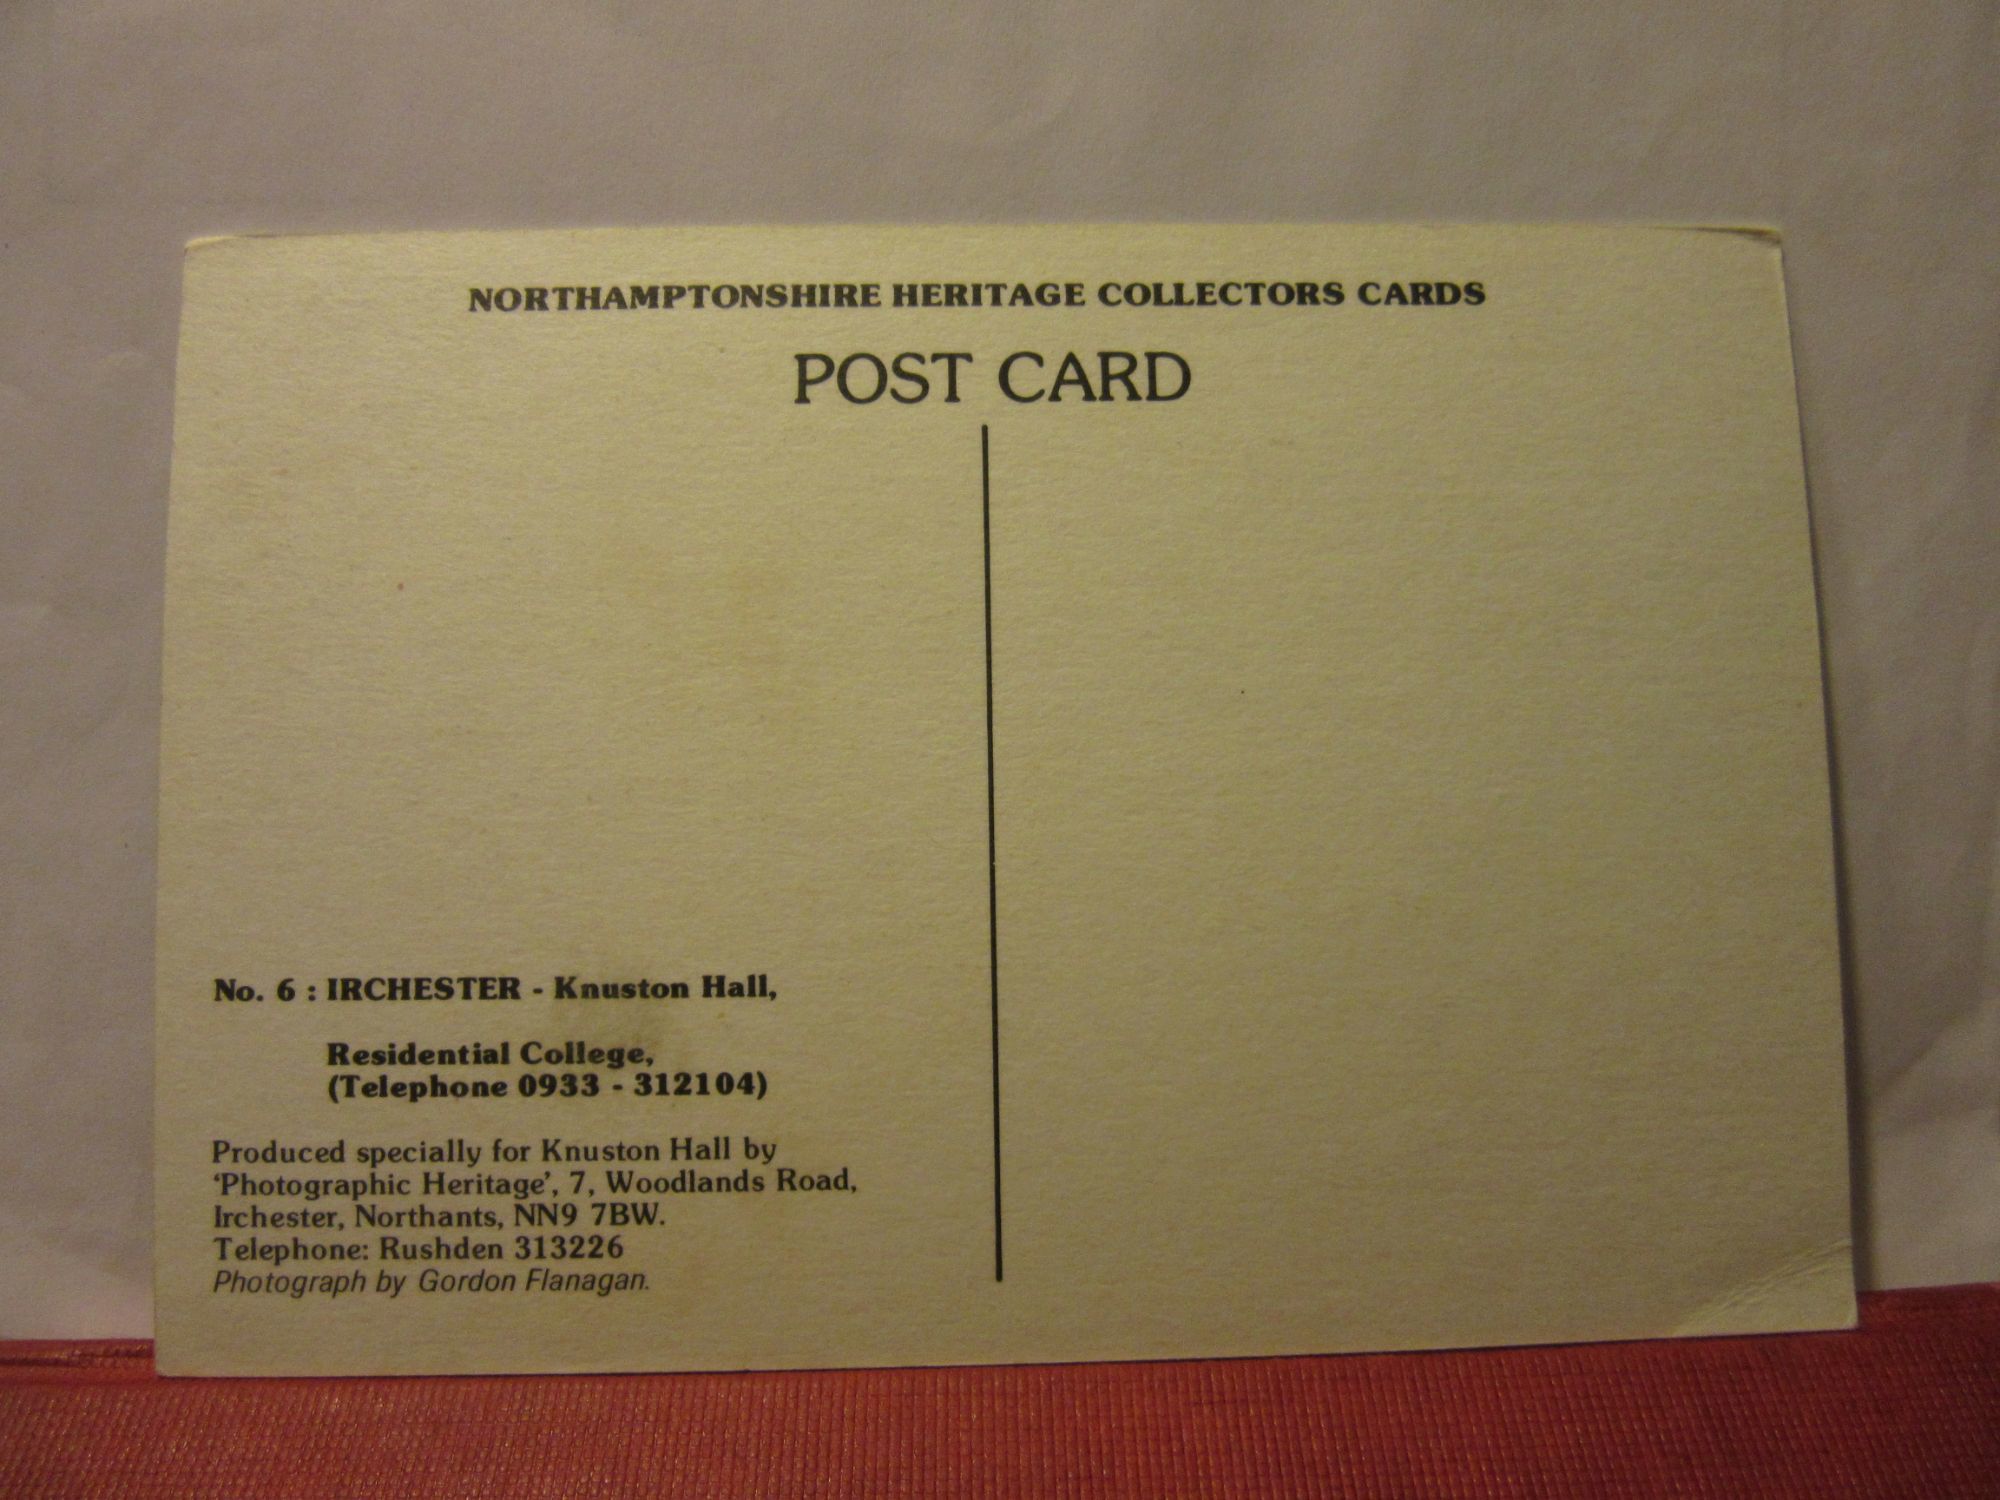 NORTHAMPTONSHIRE HERITAGE COLLECTORS CARDS
POST CARD
No. 6 : IRCHESTER - Knuston Hall,
Residential College,
(Telephone 0933 - 312104)
Produced specially for Knuston Hall by
‘Photographic Heritage’, 7, Woodlands Road,
Irchester, Northants, NN9 7BW.
Telephone: Rushden 313226
Photograph by Gordon Flanagan.